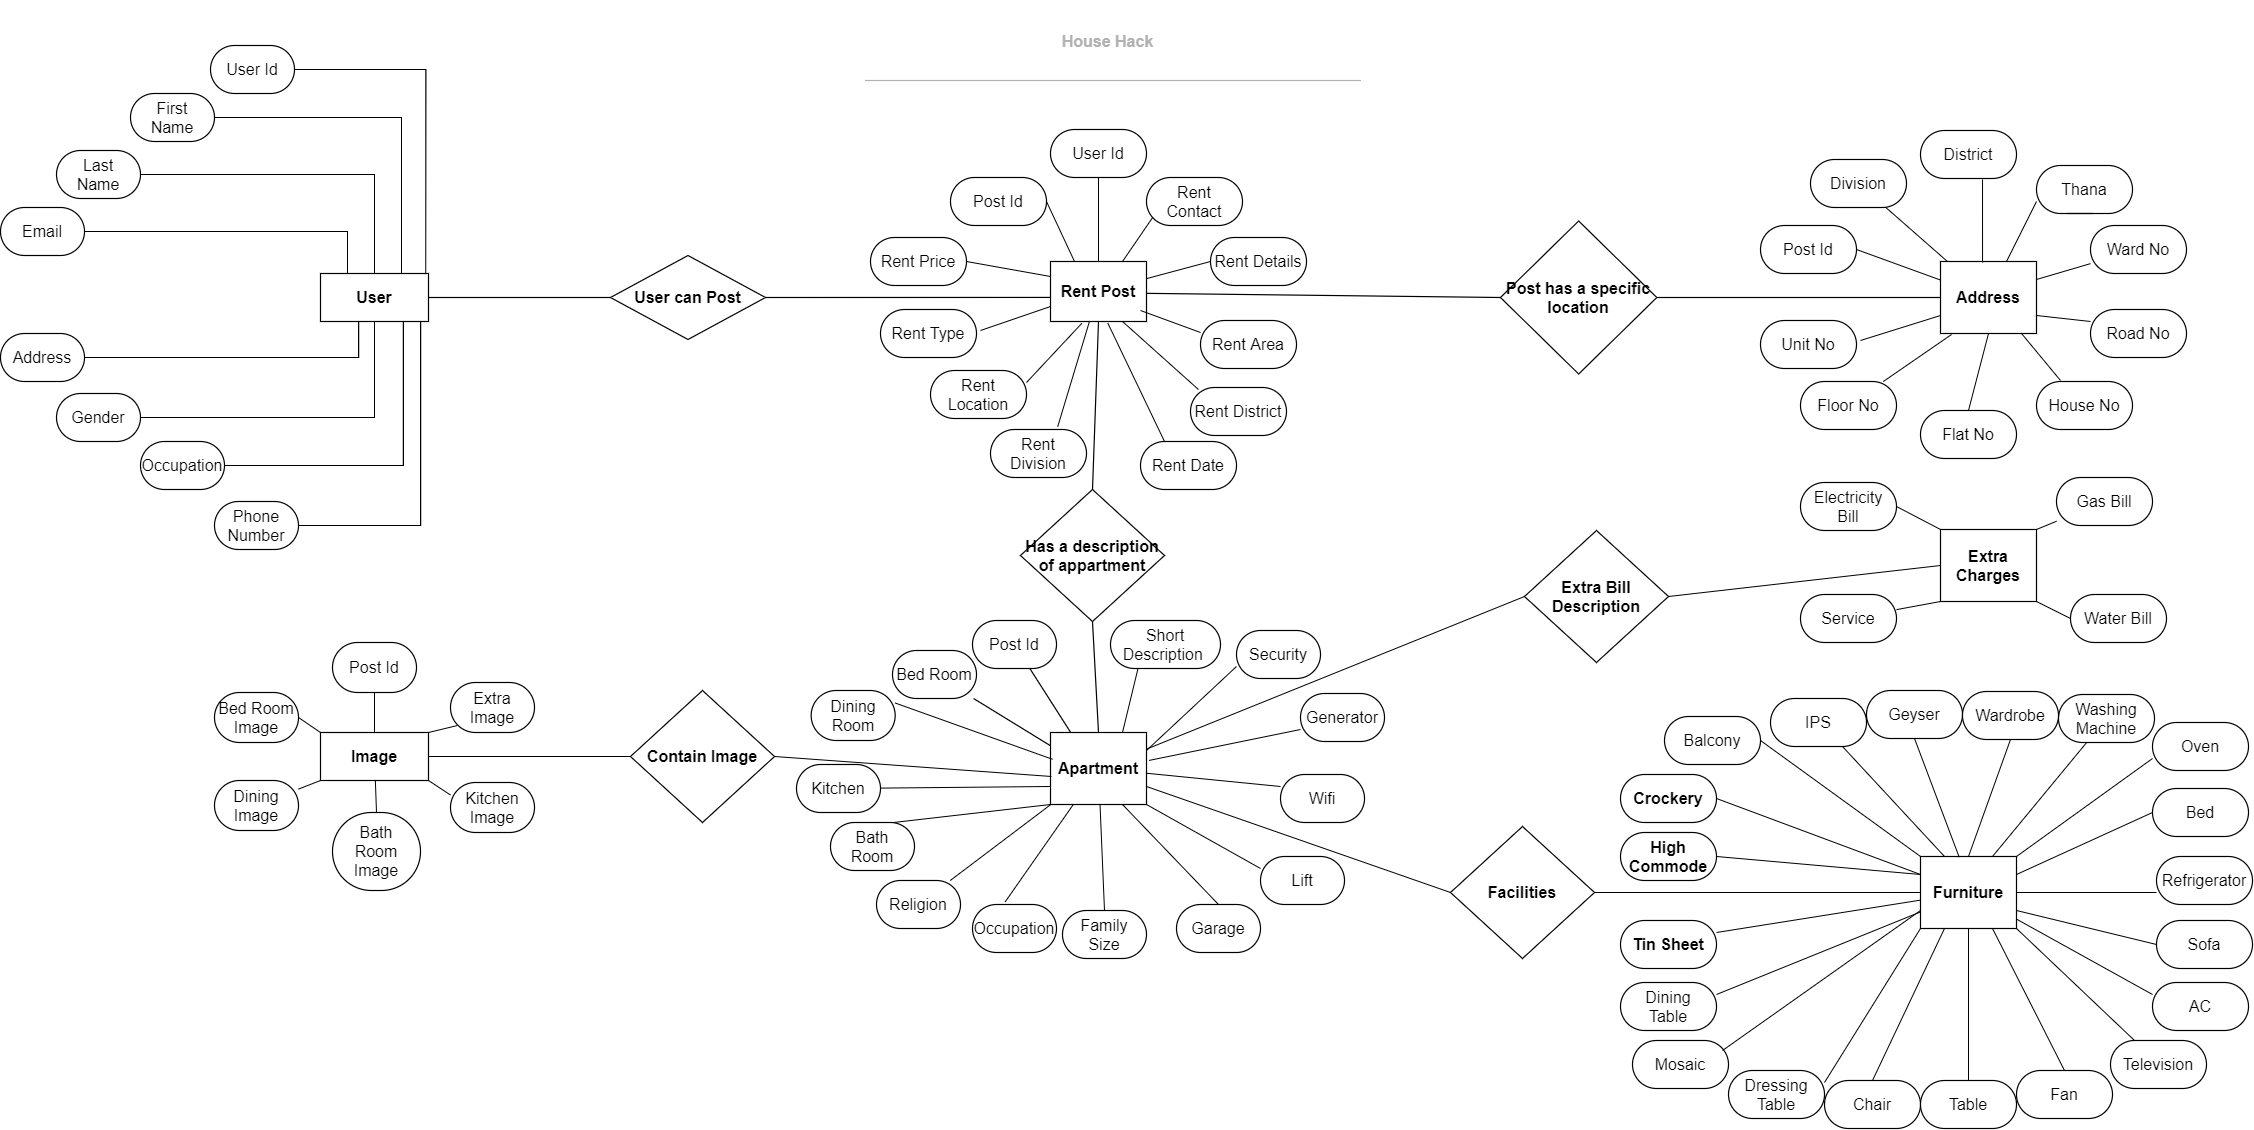 House Hack
User Id
First
Name
Last
Name
Email
User
Address
Gender
Occupation
Phone
Number
User can Post
User Id
Post Id
Rent
Contact
Rent Price
Rent Details
Rent Post
Rent Type
Rent Area
Rent
Location
Rent District
Rent
Division
Rent Date
Post has a specific
location
District
Division
Thana
Post Id
Ward No
Address
Unit No
Road No
Floor No
House No
Flat No
Has a description
of appartment
Electricity
Bill
Gas Bill
Extra
Charges
Service
Water Bill
Extra Bill
Description
Post Id
Bed Room
Image
Extra
Image
Image
Dining
Image
Kitchen
Image
Bath
Room
Image
Contain Image
Post Id
Short
Description
Security
Bed Room
Dining
Room
Generator
Apartment
Kitchen
Wifi
Bath
Room
Lift
Religion
Occupation
Family
Size
Garage
Facilities
Balcony
IPS
Geyser
Wardrobe
Washing
Machine
Oven
Crockery
Bed
High
Commode
Refrigerator
Furniture
Tin Sheet
Sofa
Dining
Table
AC
Mosaic
Television
Dressing
Table
Chair
Table
Fan